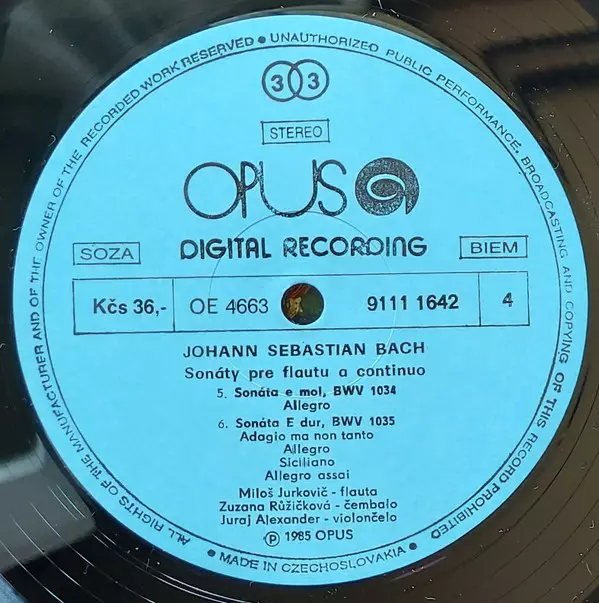 ALL RIGHTS OF THE MANUFACTURER AND OF THE OWNER OF THE RECORDED WORK RESERVED • UNAUTHORIZED PUBLIC PERFORMANCE, BROADCASTING AND COPYING OF THIS RECORD PROHIBITED
33
STEREO
OPUS
DIGITAL RECORDING
SOZA
BIEM
Kčs 36,- OE 4663 9111 1642 4
JOHANN SEBASTIAN BACH
Sonáty pre flautu a continuo
5. Sonáta e mol, BWV 1034
Allegro
6. Sonáta E dur, BWV 1035
Adagio ma non tanto
Allegro
Siciliano
Allegro assai
Miloš Jurkovič - flauta
Zuzana Růžičková - čembalo
Juraj Alexander - violončelo
Ⓟ 1985 OPUS
• MADE IN CZECHOSLOVAKIA •